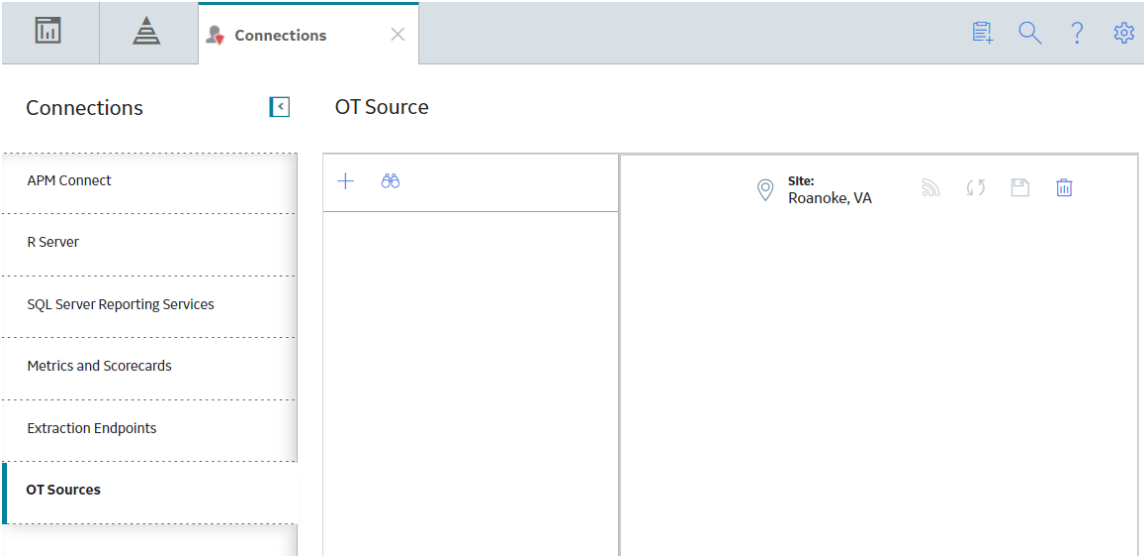 Connections
Connections
OT Source
APM Connect
R Server
SQL Server Reporting Services
Metrics and Scorecards
Extraction Endpoints
OT Sources
Site:
Roanoke, VA